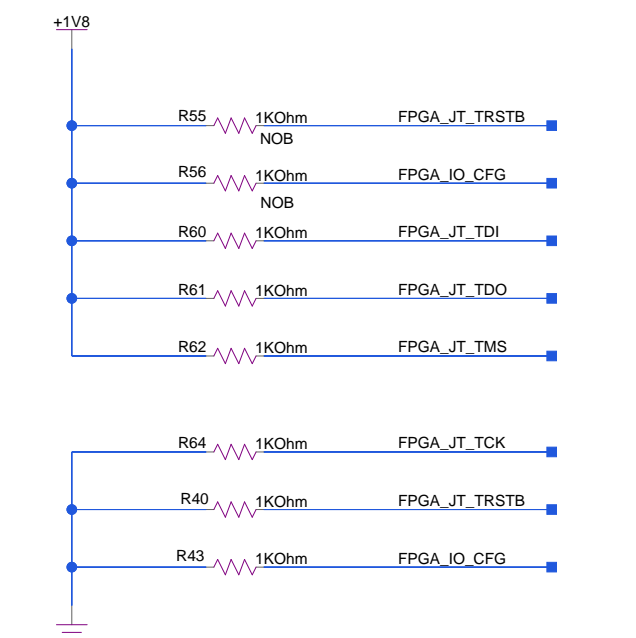 +1V8
R55 1KOhm FPGA_JT_TRSTB
NOB
R56 1KOhm FPGA_IO_CFG
NOB
R60 1KOhm FPGA_JT_TDI
R61 1KOhm FPGA_JT_TDO
R62 1KOhm FPGA_JT_TMS
R64 1KOhm FPGA_JT_TCK
R40 1KOhm FPGA_JT_TRSTB
R43 1KOhm FPGA_IO_CFG